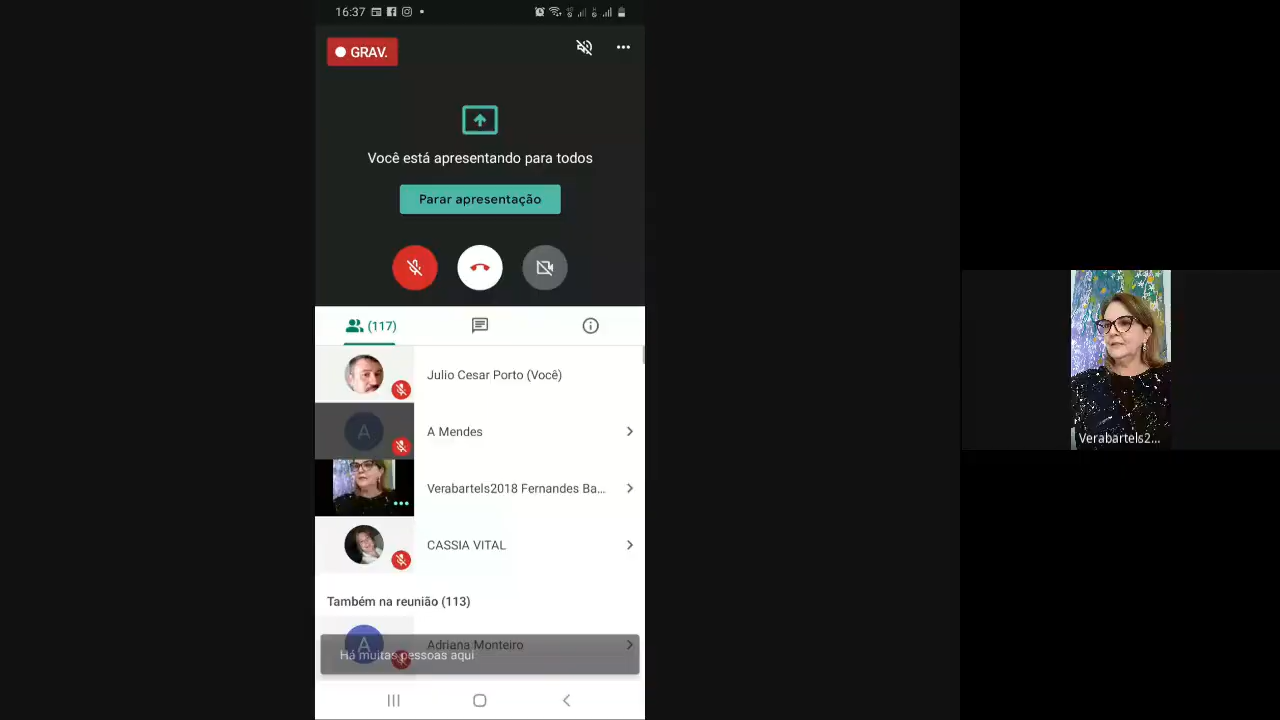 16:37
GRAV.
Você está apresentando para todos
Parar apresentação
(117)
Julio Cesar Porto (Você)
A
A Mendes
Verabartels2018 Fernandes Ba...
CASSIA VITAL
Também na reunião (113)
A
Adriana Monteiro
Há muitas pessoas aqui
Verabartels2...